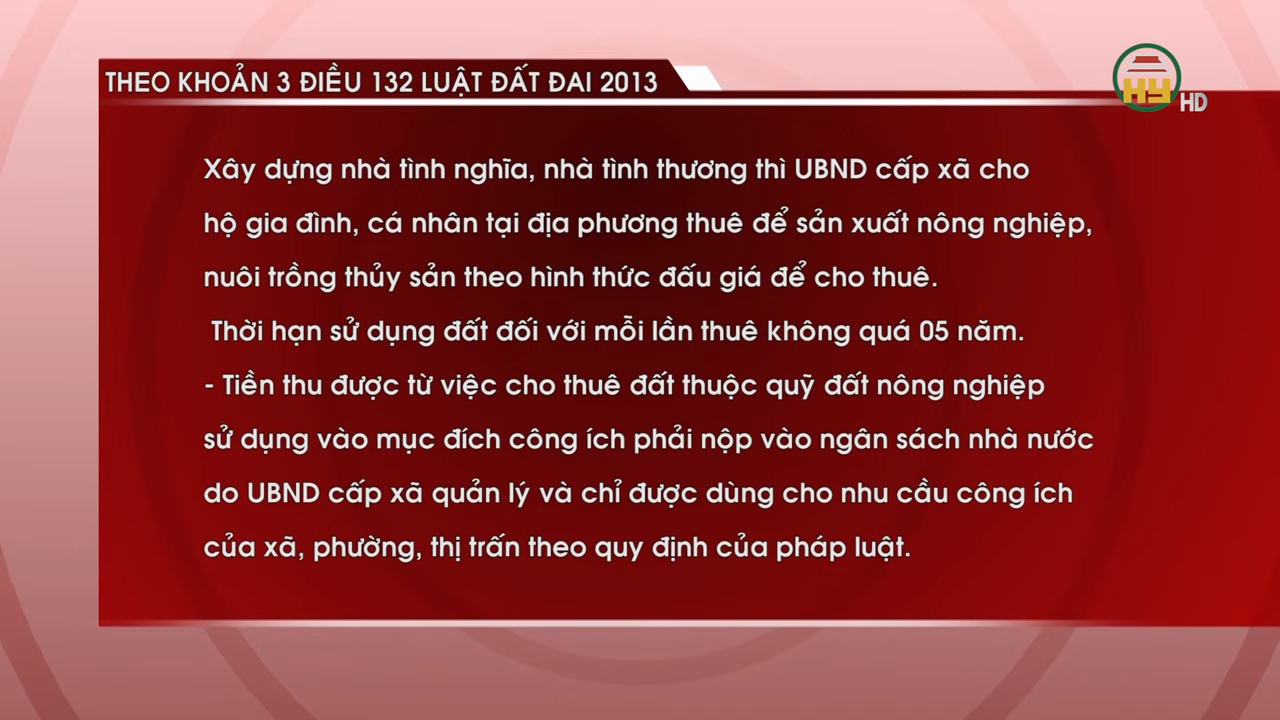 THEO KHOẢN 3 ĐIỀU 132 LUẬT ĐẤT ĐAI 2013
HY HD
Xây dựng nhà tình nghĩa, nhà tình thương thì UBND cấp xã cho
hộ gia đình, cá nhân tại địa phương thuê để sản xuất nông nghiệp,
nuôi trồng thủy sản theo hình thức đấu giá để cho thuê.
Thời hạn sử dụng đất đối với mỗi lần thuê không quá 05 năm.
- Tiền thu được từ việc cho thuê đất thuộc quỹ đất nông nghiệp
sử dụng vào mục đích công ích phải nộp vào ngân sách nhà nước
do UBND cấp xã quản lý và chỉ được dùng cho nhu cầu công ích
của xã, phường, thị trấn theo quy định của pháp luật.